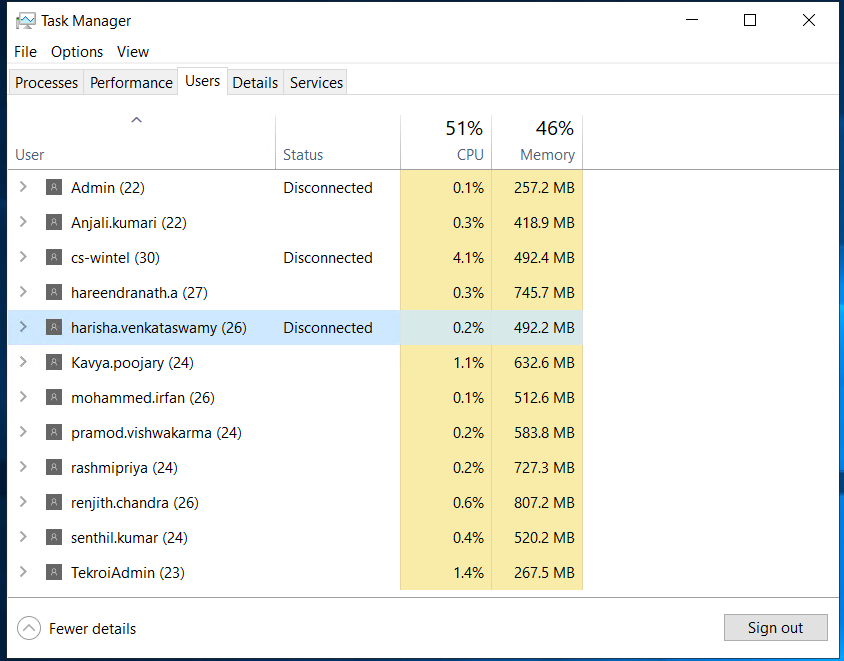 Task Manager
File Options View
Processes Performance Users Details Services
51% 46%
User Status CPU Memory
Admin (22) Disconnected 0.1% 257.2 MB
Anjali.kumari (22) 0.3% 418.9 MB
cs-wintel (30) Disconnected 4.1% 492.4 MB
hareendranath.a (27) 0.3% 745.7 MB
harisha.venkataswamy (26) Disconnected 0.2% 492.2 MB
Kavya.poojary (24) 1.1% 632.6 MB
mohammed.irfan (26) 0.1% 512.6 MB
pramod.vishwakarma (24) 0.2% 583.8 MB
rashmipriya (24) 0.2% 727.3 MB
renjith.chandra (26) 0.6% 807.2 MB
senthil.kumar (24) 0.4% 520.2 MB
TekroiAdmin (23) 1.4% 267.5 MB
Fewer details Sign out